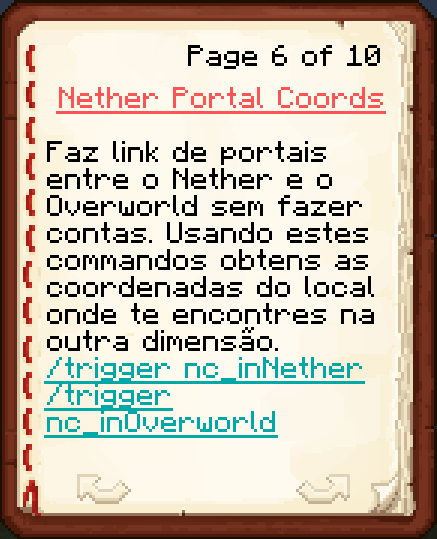 Page 6 of 10
Nether Portal Coords
Faz link de portais
entre o Nether e o
Overworld sem fazer
contas. Usando estes
commandos obtens as
coordenadas do local
onde te encontres na
outra dimensão.
/trigger nc_inNether
/trigger
nc_inOverworld